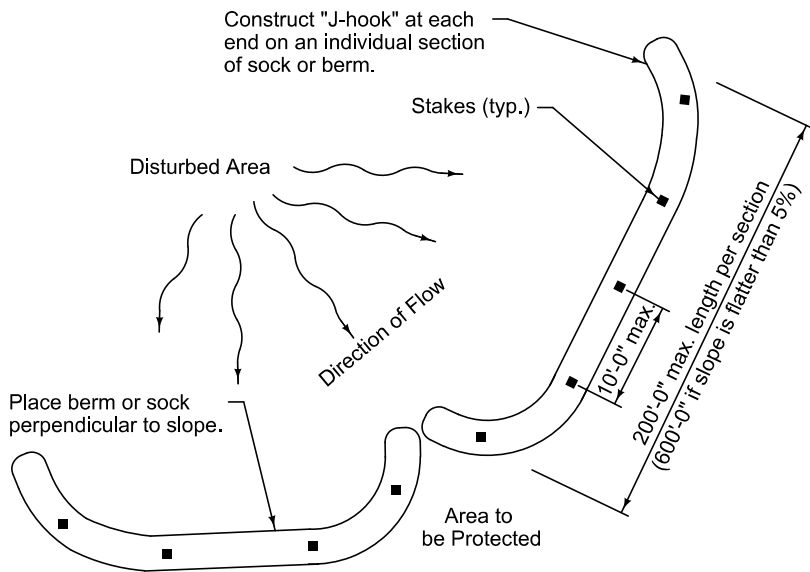 Construct "J-hook" at each
end on an individual section
of sock or berm.
Stakes (typ.)
Disturbed Area
Direction of Flow
10'-0" max.
200'-0" max. length per section
(600'-0" if slope is flatter than 5%)
Place berm or sock
perpendicular to slope.
Area to
be Protected